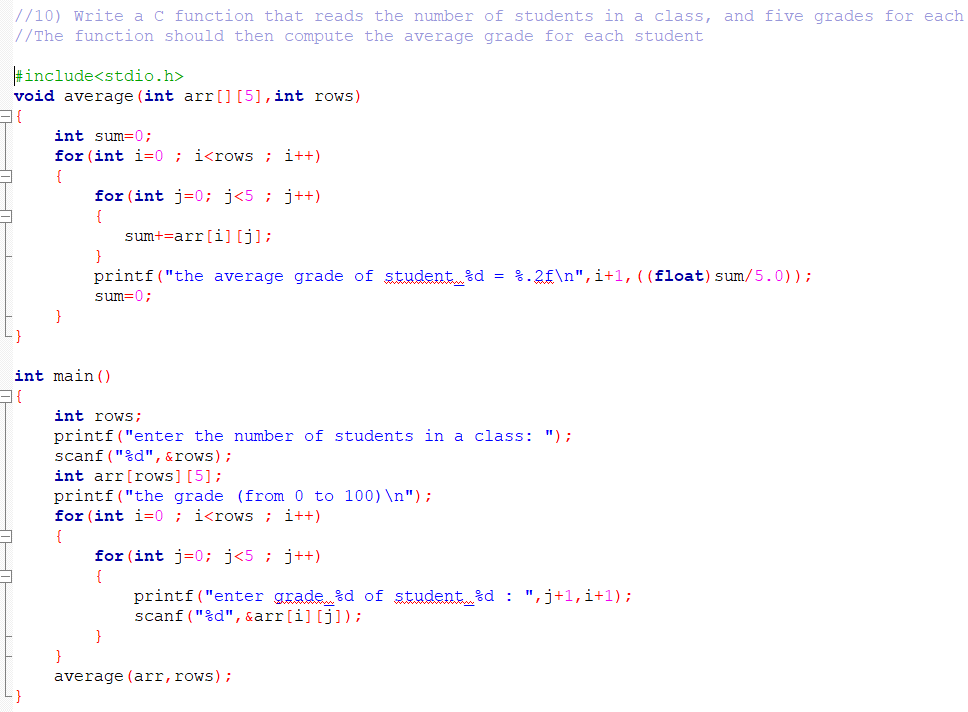 //10) Write a C function that reads the number of students in a class, and five grades for each
//The function should then compute the average grade for each student
#include<stdio.h>
void average(int arr[][5],int rows)
{
    int sum=0;
    for(int i=0 ; i<rows ; i++)
    {
        for(int j=0; j<5 ; j++)
        {
           sum+=arr[i][j];
        }
        printf("the average grade of student_%d = %.2f\n",i+1,((float)sum/5.0));
        sum=0;
    }
}
int main()
{
    int rows;
    printf("enter the number of students in a class: ");
    scanf("%d",&rows);
    int arr[rows][5];
    printf("the grade (from 0 to 100)\n");
    for(int i=0 ; i<rows ; i++)
    {
        for(int j=0; j<5 ; j++)
        {
            printf("enter grade_%d of student_%d : ",j+1,i+1);
            scanf("%d",&arr[i][j]);
        }
    }
    average(arr,rows);
}